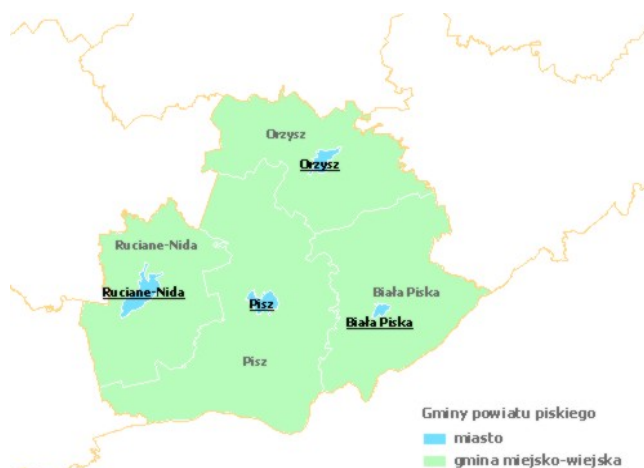 Orzysz
Orzysz
Ruciane-Nida
Ruciane-Nida
Pisz
Biała Piska
Biała Piska
Pisz
Gminy powiatu piskiego
miasto
gmina miejsko-wiejska